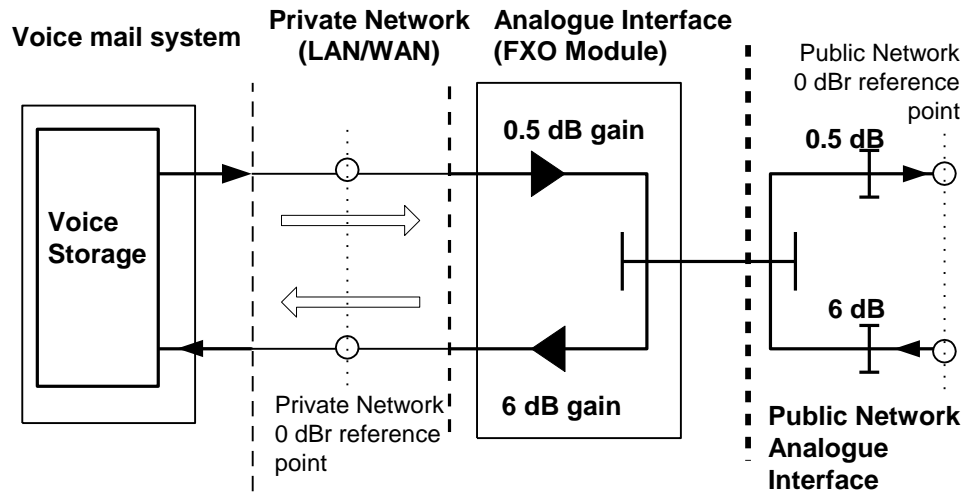 Voice mail system
Private Network
(LAN/WAN)
Analogue Interface
(FXO Module)
Public Network
0 dBr reference
point
0.5 dB gain
0.5 dB
Voice
Storage
6 dB
6 dB gain
Private Network
0 dBr reference
point
Public Network
Analogue
Interface